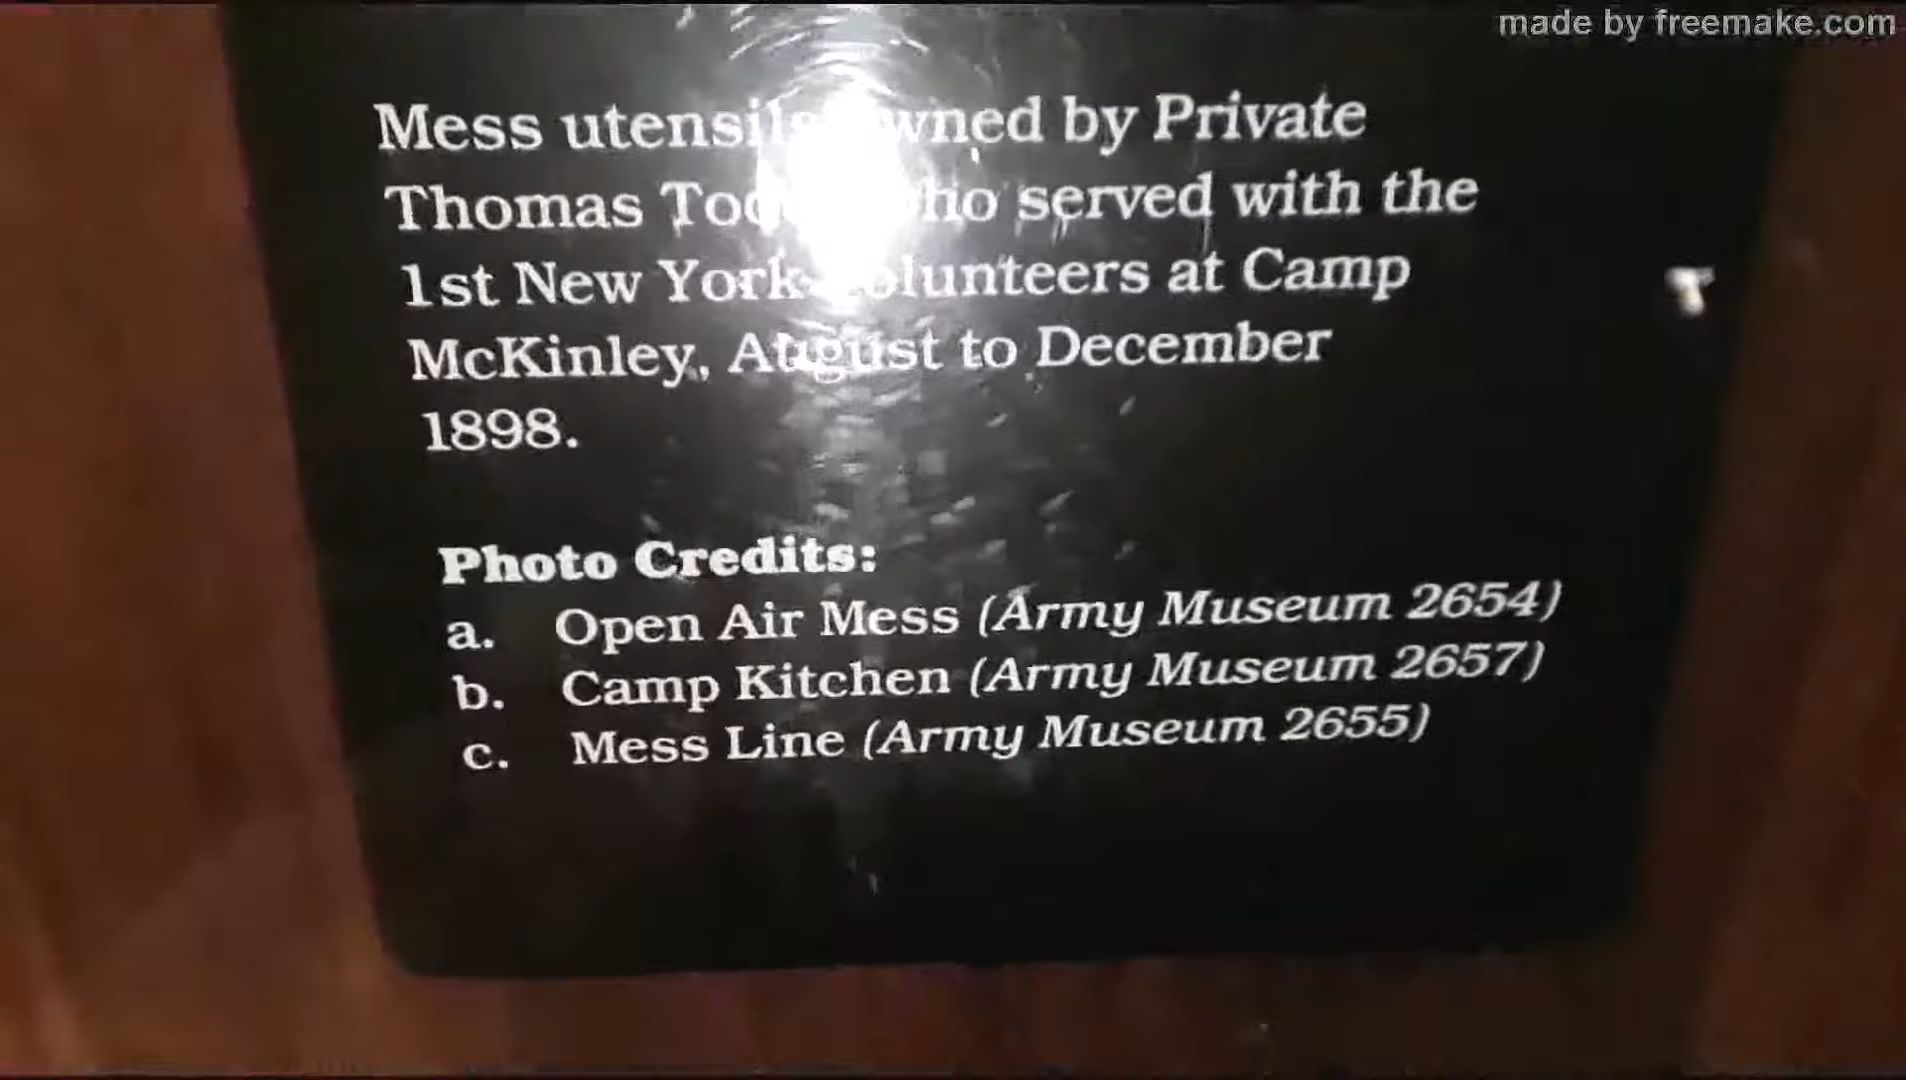 made by freemake.com
Mess utensils owned by Private
Thomas who served with the
1st New York Volunteers at Camp
McKinley, August to December
1898.
Photo Credits:
a. Open Air Mess (Army Museum 2654)
b. Camp Kitchen (Army Museum 2657)
c. Mess Line (Army Museum 2655)